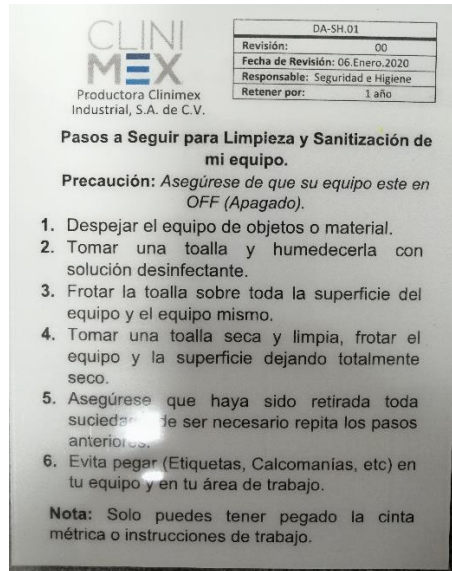 CLINI
MEX
Productora Clinimex
Industrial, S.A. de C.V.
DA-SH.01
Revisión: 00
Fecha de Revisión: 06.Enero.2020
Responsable: Seguridad e Higiene
Retener por: 1 año
Pasos a Seguir para Limpieza y Sanitización de
mi equipo.
Precaución: Asegúrese de que su equipo este en
OFF (Apagado).
1. Despejar el equipo de objetos o material.
2. Tomar una toalla y humedecerla con
solución desinfectante.
3. Frotar la toalla sobre toda la superficie del
equipo y el equipo mismo.
4. Tomar una toalla seca y limpia, frotar el
equipo y la superficie dejando totalmente
seco.
5. Asegúrese que haya sido retirada toda
suciedad de ser necesario repita los pasos
anteriores.
6. Evita pegar (Etiquetas, Calcomanías, etc) en
tu equipo y en tu área de trabajo.
Nota: Solo puedes tener pegado la cinta
métrica o instrucciones de trabajo.